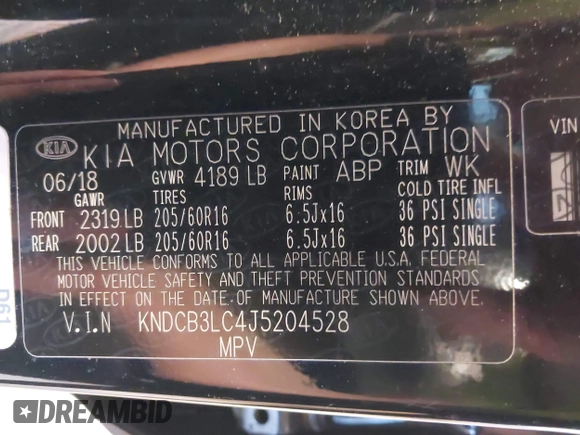 MANUFACTURED IN KOREA BY
KIA KIA MOTORS CORPORATION
06/18 GVWR 4189 LB PAINT ABP TRIM WK
GAWR TIRES RIMS COLD TIRE INFL
FRONT 2319 LB 205/60R16 6.5Jx16 36 PSI SINGLE
REAR 2002 LB 205/60R16 6.5Jx16 36 PSI SINGLE
THIS VEHICLE CONFORMS TO ALL APPLICABLE U.S.A. FEDERAL
MOTOR VEHICLE SAFETY AND THEFT PREVENTION STANDARDS
IN EFFECT ON THE DATE OF MANUFACTURE SHOWN ABOVE.
V.I.N KNDCB3LC4J5204528
MPV
VIN
P61
DREAMBID